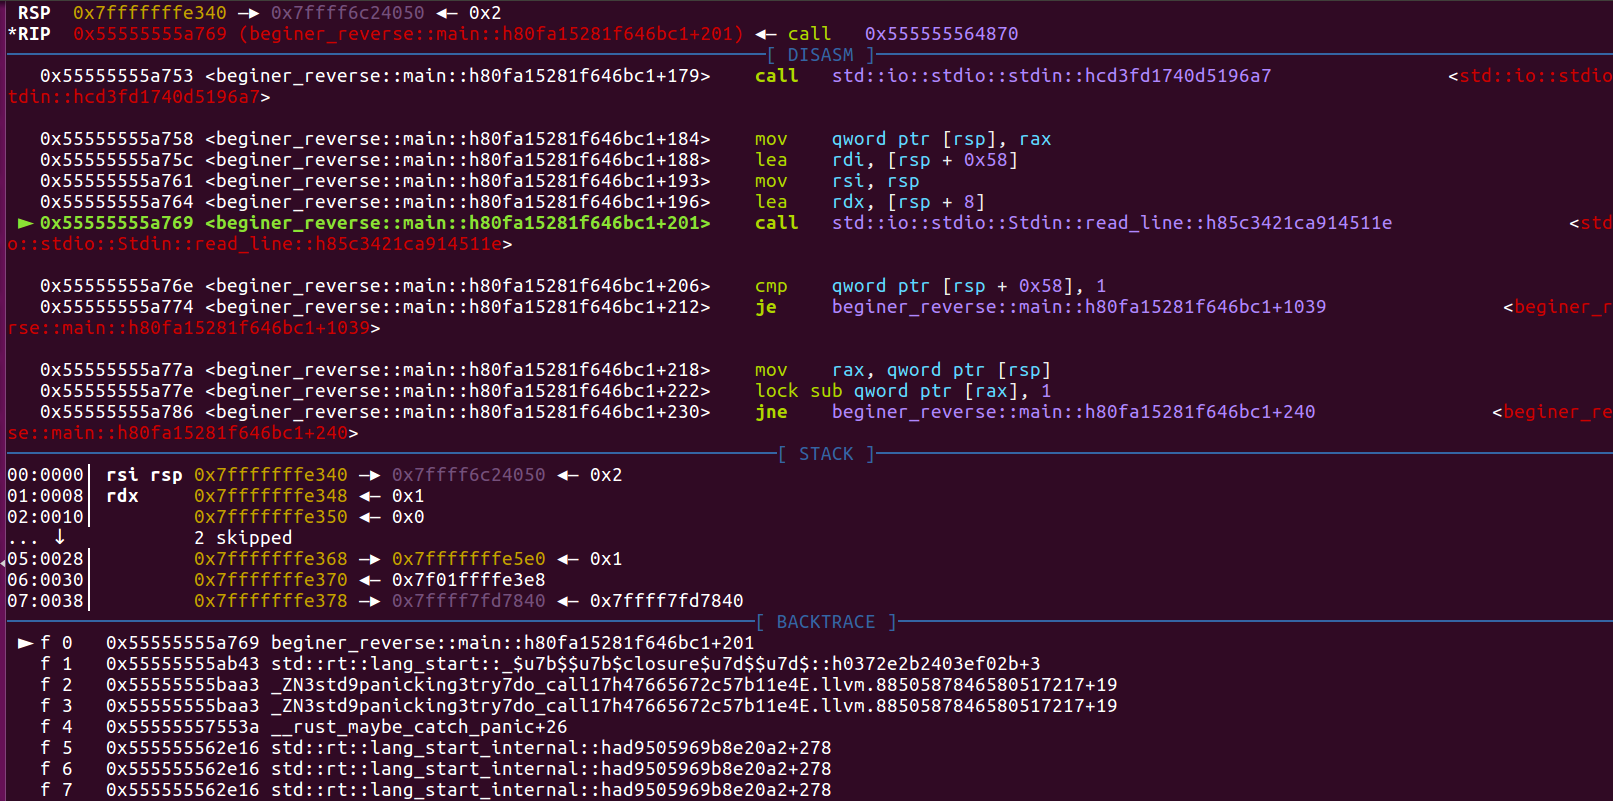 RSP  0x7fffffffe340 —▸ 0x7ffff6c24050 ◂— 0x2
*RIP  0x55555555a769 (beginer_reverse::main::h80fa15281f646bc1+201) ◂— call   0x555555564870
[ DISASM ]
0x55555555a753 <beginer_reverse::main::h80fa15281f646bc1+179>    call   std::io::stdio::stdin::hcd3fd1740d5196a7                <std::io::stdio
tdin::hcd3fd1740d5196a7>
0x55555555a758 <beginer_reverse::main::h80fa15281f646bc1+184>    mov    qword ptr [rsp], rax
0x55555555a75c <beginer_reverse::main::h80fa15281f646bc1+188>    lea    rdi, [rsp + 0x58]
0x55555555a761 <beginer_reverse::main::h80fa15281f646bc1+193>    mov    rsi, rsp
0x55555555a764 <beginer_reverse::main::h80fa15281f646bc1+196>    lea    rdx, [rsp + 8]
► 0x55555555a769 <beginer_reverse::main::h80fa15281f646bc1+201>    call   std::io::stdio::Stdin::read_line::h85c3421ca914511e                <std
o::stdio::Stdin::read_line::h85c3421ca914511e>
0x55555555a76e <beginer_reverse::main::h80fa15281f646bc1+206>    cmp    qword ptr [rsp + 0x58], 1
0x55555555a774 <beginer_reverse::main::h80fa15281f646bc1+212>    je     beginer_reverse::main::h80fa15281f646bc1+1039                <beginer_r
rse::main::h80fa15281f646bc1+1039>
0x55555555a77a <beginer_reverse::main::h80fa15281f646bc1+218>    mov    rax, qword ptr [rsp]
0x55555555a77e <beginer_reverse::main::h80fa15281f646bc1+222>    lock sub qword ptr [rax], 1
0x55555555a786 <beginer_reverse::main::h80fa15281f646bc1+230>    jne    beginer_reverse::main::h80fa15281f646bc1+240                <beginer_re
se::main::h80fa15281f646bc1+240>
[ STACK ]
00:0000│ rsi rsp 0x7fffffffe340 —▸ 0x7ffff6c24050 ◂— 0x2
01:0008│ rdx     0x7fffffffe348 ◂— 0x1
02:0010│         0x7fffffffe350 ◂— 0x0
... ↓            2 skipped
05:0028│         0x7fffffffe368 —▸ 0x7fffffffe5e0 ◂— 0x1
06:0030│         0x7fffffffe370 ◂— 0x7f01ffffe3e8
07:0038│         0x7fffffffe378 —▸ 0x7ffff7fd7840 ◂— 0x7ffff7fd7840
[ BACKTRACE ]
► f 0   0x55555555a769 beginer_reverse::main::h80fa15281f646bc1+201
f 1   0x55555555ab43 std::rt::lang_start::_$u7b$$u7b$closure$u7d$$u7d$::h0372e2b2403ef02b+3
f 2   0x55555555baa3 _ZN3std9panicking3try7do_call17h47665672c57b11e4E.llvm.8850587846580517217+19
f 3   0x55555555baa3 _ZN3std9panicking3try7do_call17h47665672c57b11e4E.llvm.8850587846580517217+19
f 4   0x55555557553a __rust_maybe_catch_panic+26
f 5   0x555555562e16 std::rt::lang_start_internal::had9505969b8e20a2+278
f 6   0x555555562e16 std::rt::lang_start_internal::had9505969b8e20a2+278
f 7   0x555555562e16 std::rt::lang_start_internal::had9505969b8e20a2+278